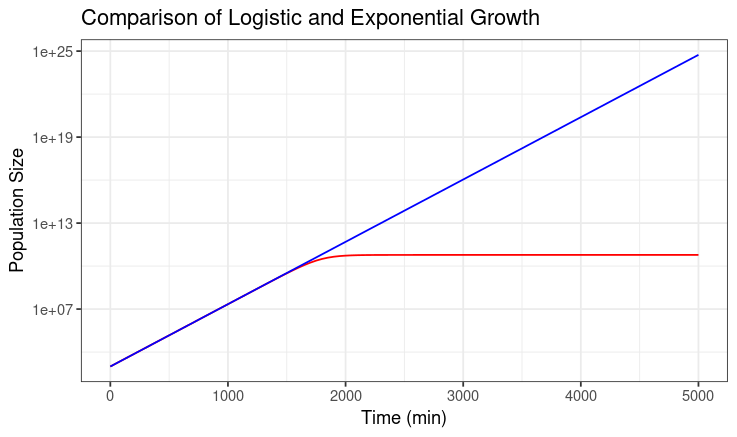 Comparison of Logistic and Exponential Growth
1e+25
1e+19
1e+13
1e+07
Population Size
0 1000 2000 3000 4000 5000
Time (min)